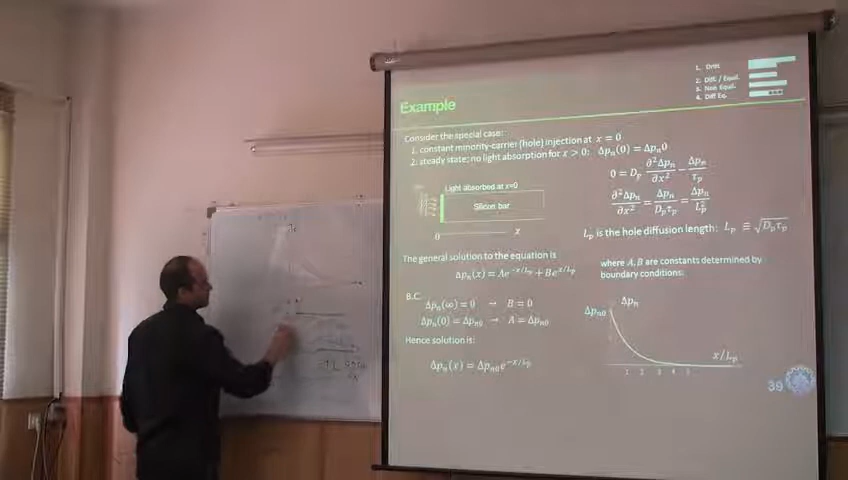 1. Drift
2. Diff / Equil.
3. Non Equil.
4. Diff Eq.
Example
Consider the special case:
1. constant minority-carrier (hole) injection at x = 0
2: steady state; no light absorption for x > 0; Δpₙ(0) = Δpₙ0
0 = Dₚ ∂²Δpₙ/∂x² − Δpₙ/τₚ
∂²Δpₙ/∂x² = Δpₙ/Dₚτₚ = Δpₙ/Lₚ²
Light absorbed at x=0
Silicon bar
0 x
Lₚ is the hole diffusion length: Lₚ ≡ √Dₚτₚ
The general solution to the equation is
Δpₙ(x) = Ae^−x/Lₚ + Be^x/Lₚ
where A, B are constants determined by
boundary conditions:
B.C.
Δpₙ(∞) = 0 → B = 0
Δpₙ(0) = Δpₙ₀ → A = Δpₙ₀
Hence solution is:
Δpₙ(x) = Δpₙ₀e^−x/Lₚ
Δpₙ
Δpₙ₀
x/Lₚ
1 2 3 4 5
39